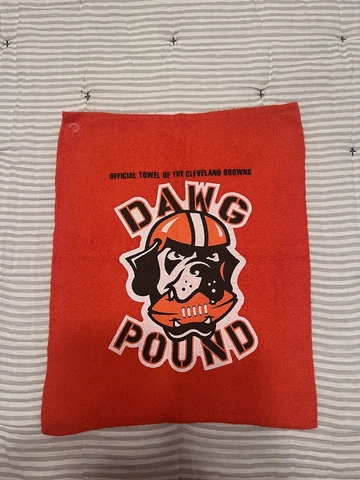 OFFICIAL TOWEL OF THE CLEVELAND BROWNS
DAWG
POUND